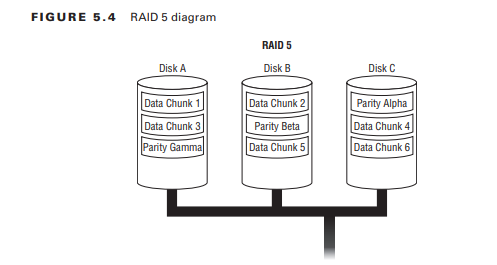 FIGURE 5.4 RAID 5 diagram
RAID 5
Disk A Disk B Disk C
Data Chunk 1 Data Chunk 2 Parity Alpha
Data Chunk 3 Parity Beta Data Chunk 4
Parity Gamma Data Chunk 5 Data Chunk 6